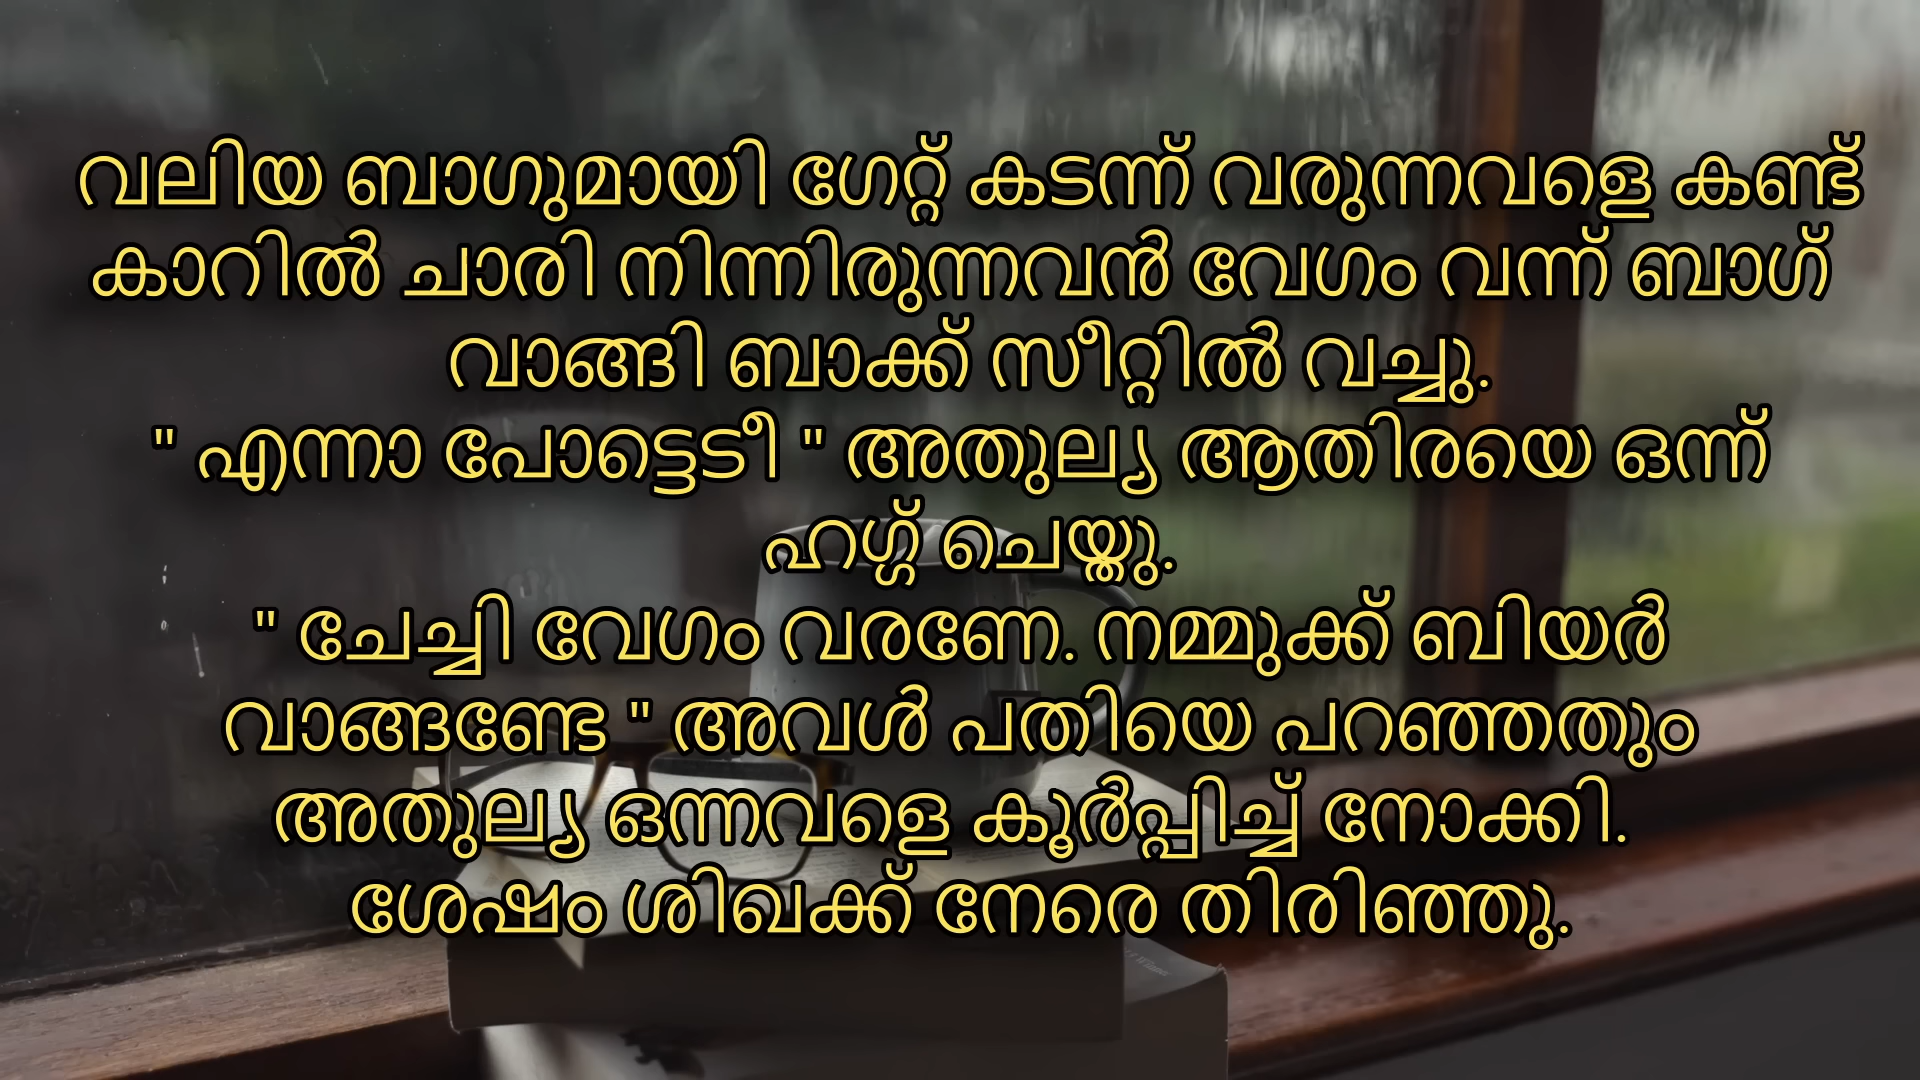 വലിയ ബാഗുമായി ഗേറ്റ് കടന്ന് വരുന്നവളെ കണ്ട്
കാറിൽ ചാരി നിന്നിരുന്നവൻ വേഗം വന്ന് ബാഗ്
വാങ്ങി ബാക്ക് സീറ്റിൽ വച്ചു.
" എന്നാ പോട്ടെടീ " അതുല്യ ആതിരയെ ഒന്ന്
ഹഗ്ഗ് ചെയ്തു.
" ചേച്ചി വേഗം വരണേ. നമ്മുക്ക് ബിയർ
വാങ്ങണ്ടേ " അവൾ പതിയെ പറഞ്ഞതും
അതുല്യ ഒന്നവളെ കൂർപ്പിച്ച് നോക്കി.
ശേഷം ശിഖക്ക് നേരെ തിരിഞ്ഞു.